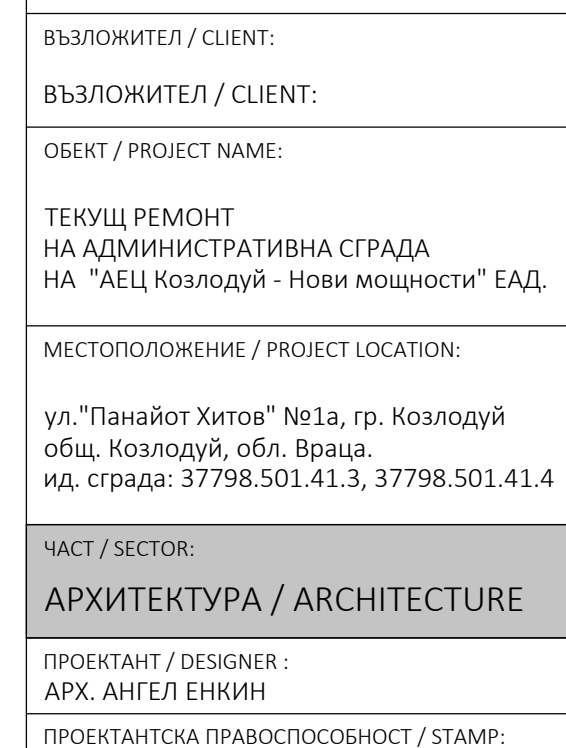 ВЪЗЛОЖИТЕЛ / CLIENT:
ВЪЗЛОЖИТЕЛ / CLIENT:
ОБЕКТ / PROJECT NAME:
ТЕКУЩ РЕМОНТ
НА АДМИНИСТРАТИВНА СГРАДА
НА "АЕЦ Козлодуй - Нови мощности" ЕАД.
МЕСТОПОЛОЖЕНИЕ / PROJECT LOCATION:
ул."Панайот Хитов" №1а, гр. Козлодуй
общ. Козлодуй, обл. Враца.
ид. сграда: 37798.501.41.3, 37798.501.41.4
ЧАСТ / SECTOR:
АРХИТЕКТУРА / ARCHITECTURE
ПРОЕКТАНТ / DESIGNER :
АРХ. АНГЕЛ ЕНКИН
ПРОЕКТАНТСКА ПРАВОСПОСОБНОСТ / STAMP: